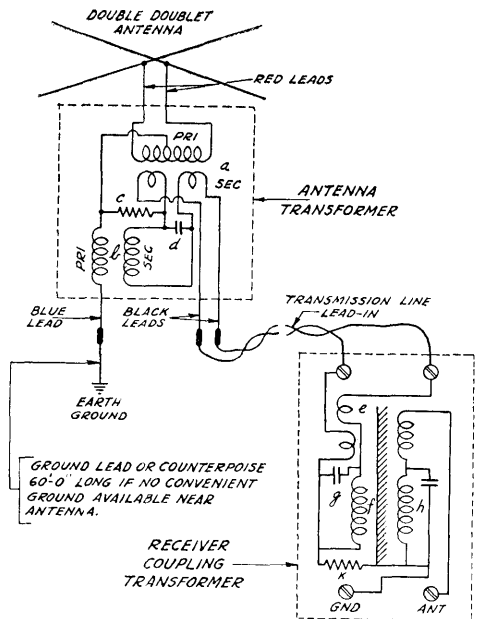 DOUBLE DOUBLET
ANTENNA
RED LEADS
PRI
a
SEC
c
ANTENNA
TRANSFORMER
d
PRI
b
SEC
BLUE
LEAD
BLACK
LEADS
TRANSMISSION LINE
LEAD-IN
EARTH
GROUND
e
GROUND LEAD OR COUNTERPOISE
60'-0" LONG IF NO CONVENIENT
GROUND AVAILABLE NEAR
ANTENNA.
g
f
h
RECEIVER
COUPLING
TRANSFORMER
K
GND
ANT